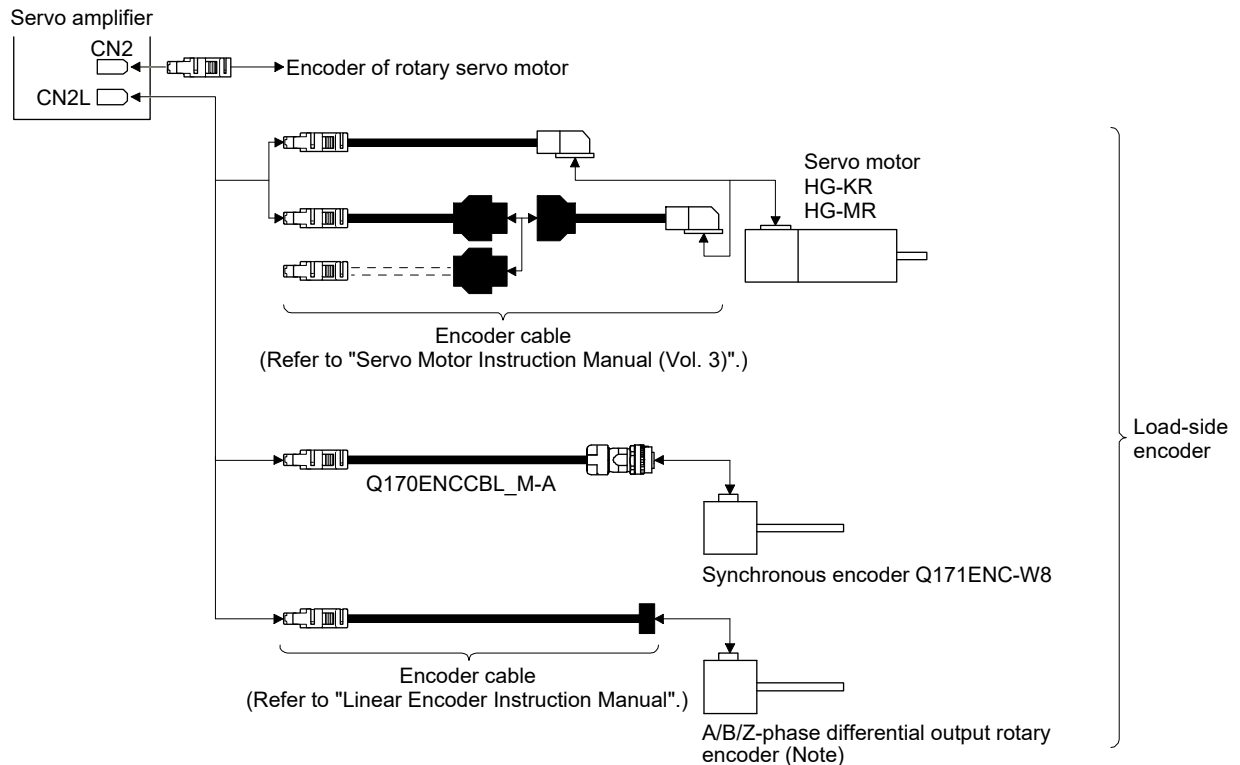 Servo amplifier
CN2
Encoder of rotary servo motor
CN2L
Servo motor
HG-KR
HG-MR
Encoder cable
(Refer to "Servo Motor Instruction Manual (Vol. 3)".)
Load-side
encoder
Q170ENCCBL_M-A
Synchronous encoder Q171ENC-W8
Encoder cable
(Refer to "Linear Encoder Instruction Manual".)
A/B/Z-phase differential output rotary
encoder (Note)